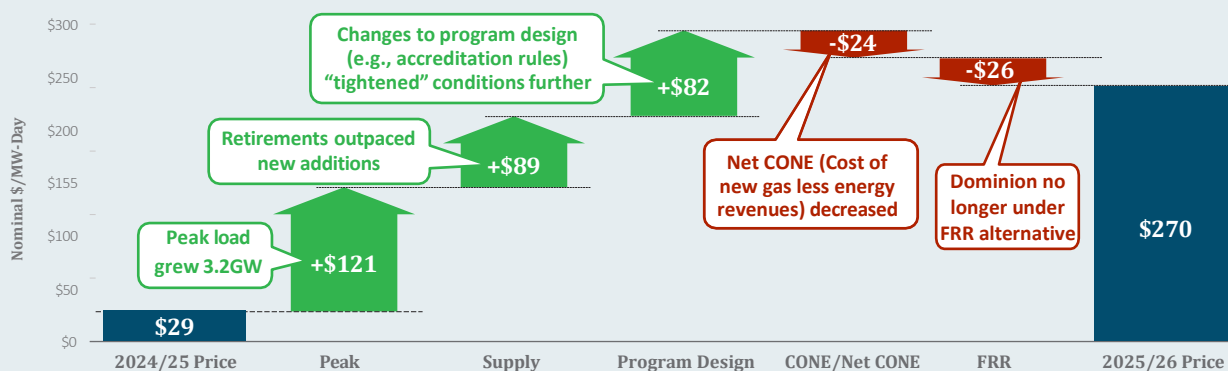 Nominal $/MW-Day
$300
$250
$200
$155
$100
$50
$0
Changes to program design
(e.g., accreditation rules)
“tightened” conditions further
Retirements outpaced
new additions
Peak load
grew 3.2GW
$29
+$121
+$89
+$82
-$24
-$26
Net CONE (Cost of
new gas less energy
revenues) decreased
Dominion no
longer under
FRR alternative
$270
2024/25 Price
Peak
Supply
Program Design
CONE/Net CONE
FRR
2025/26 Price